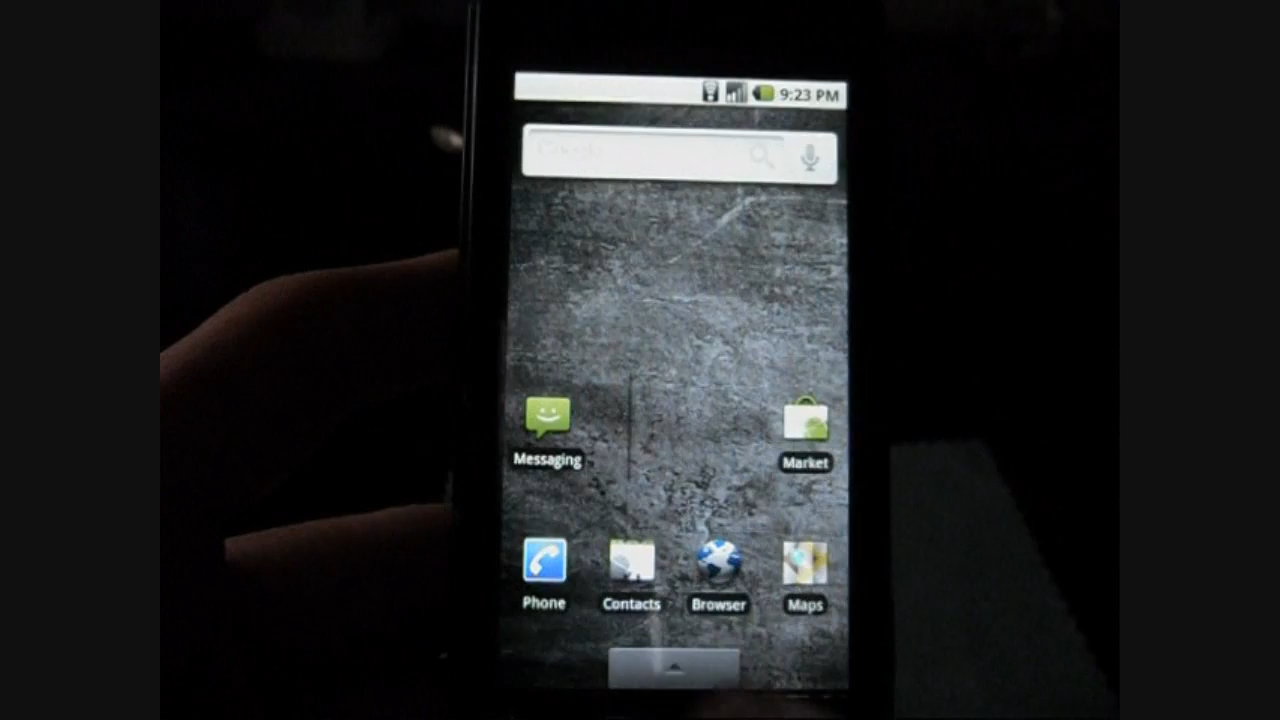 9:23 PM
Google
Messaging
Market
Phone
Contacts
Browser
Maps